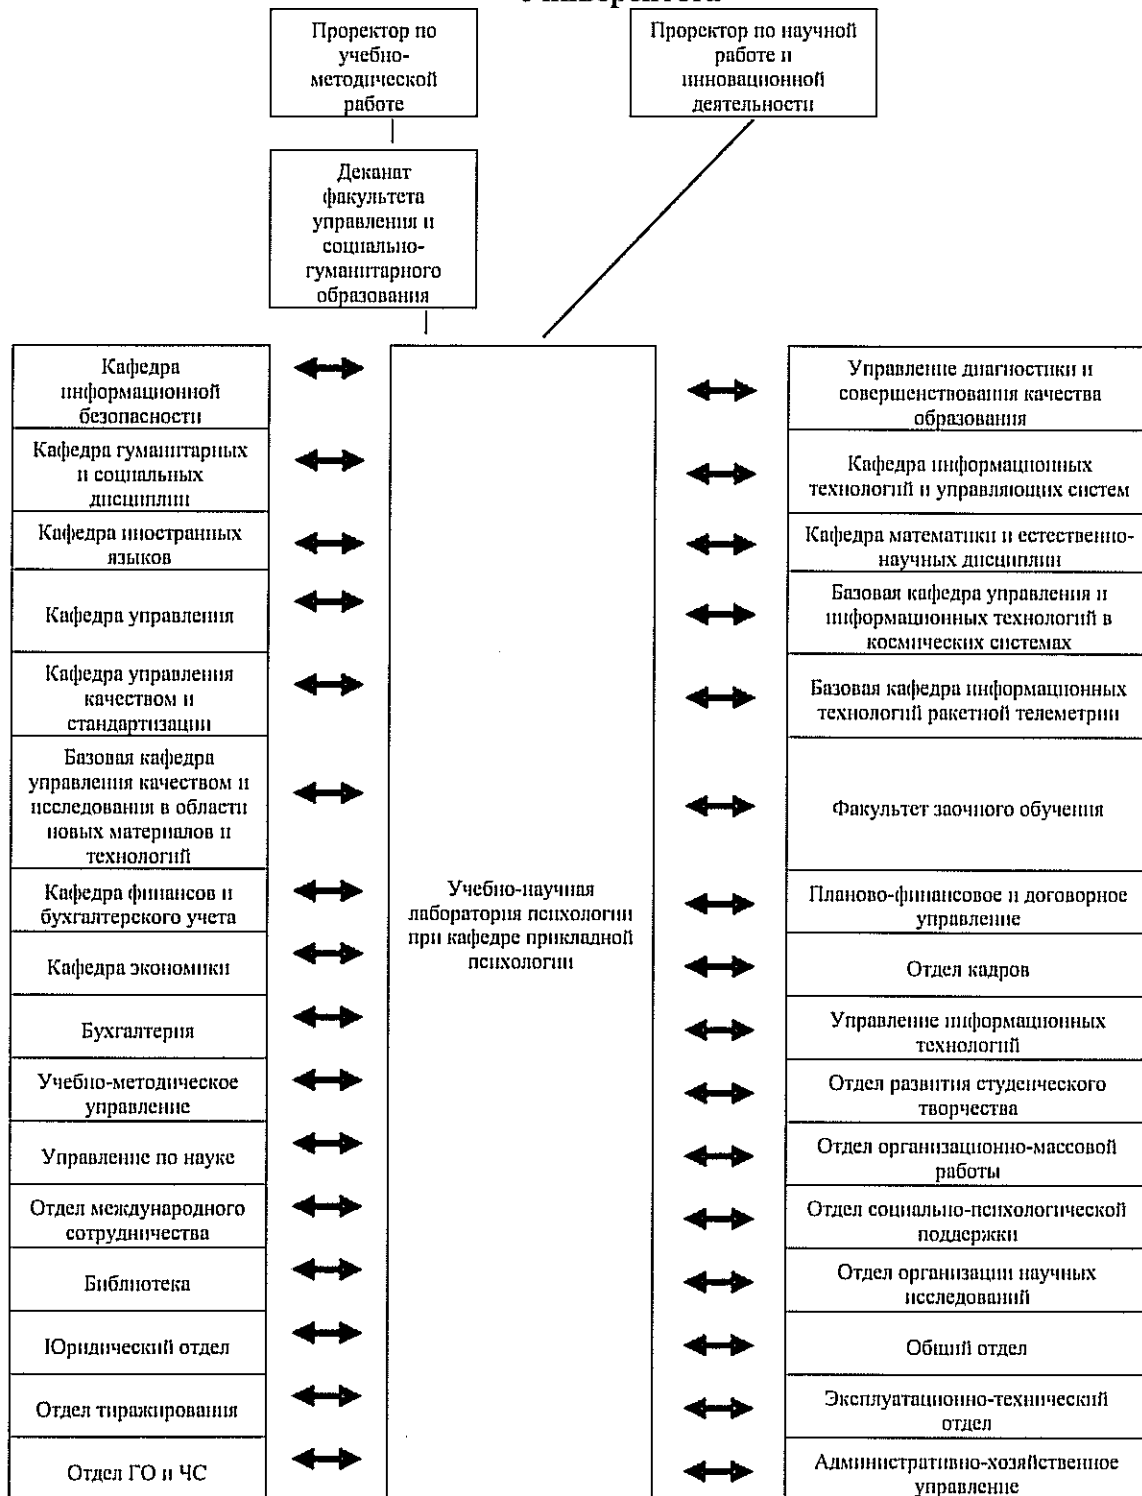 Проректор по
учебно-
методической
работе
Проректор по научной
работе и
инновационной
деятельности
Деканат
факультета
управления и
социально-
гуманитарного
образования
Кафедра
информационной
безопасности
Кафедра гуманитарных
и социальных
дисциплин
Кафедра иностранных
языков
Кафедра управления
Кафедра управления
качеством и
стандартизации
Базовая кафедра
управления качеством и
исследования в области
новых материалов и
технологий
Кафедра финансов и
бухгалтерского учета
Кафедра экономики
Бухгалтерия
Учебно-методическое
управление
Управление по науке
Отдел международного
сотрудничества
Библиотека
Юридический отдел
Отдел тиражирования
Отдел ГО и ЧС
Учебно-научная
лаборатория психологии
при кафедре прикладной
психологии
Управление диагностики и
совершенствования качества
образования
Кафедра информационных
технологий и управляющих систем
Кафедра математики и естественно-
научных дисциплин
Базовая кафедра управления и
информационных технологий в
космических системах
Базовая кафедра информационных
технологий ракетной телеметрии
Факультет заочного обучения
Планово-финансовое и договорное
управление
Отдел кадров
Управление информационных
технологий
Отдел развития студенческого
творчества
Отдел организационно-массовой
работы
Отдел социально-психологической
поддержки
Отдел организации научных
исследований
Общий отдел
Эксплуатационно-технический
отдел
Административно-хозяйственное
управление